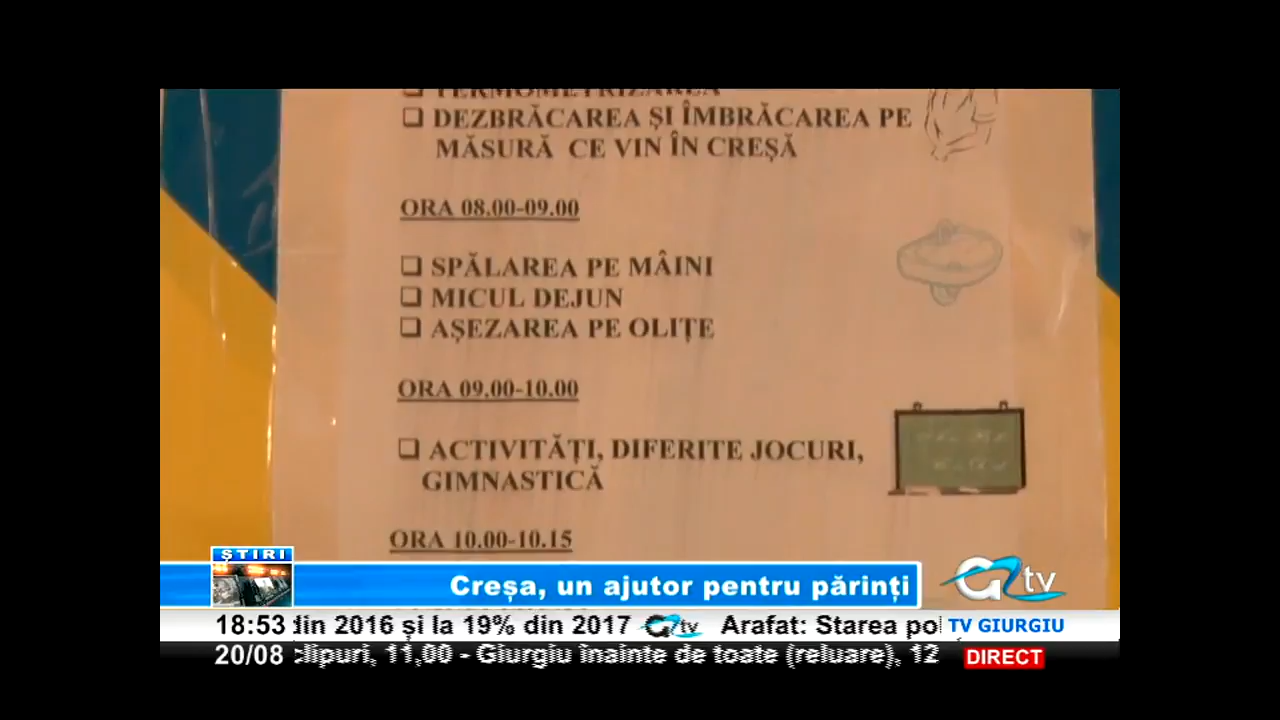 TERMOMETRIZAREA
❑ DEZBRĂCAREA ȘI ÎMBRĂCAREA PE
MĂSURĂ CE VIN ÎN CREȘĂ
ORA 08.00-09.00
❑ SPĂLAREA PE MÂINI
❑ MICUL DEJUN
❑ AȘEZAREA PE OLIȚE
ORA 09.00-10.00
❑ ACTIVITĂȚI, DIFERITE JOCURI,
GIMNASTICĂ
ORA 10.00-10.15
ȘTIRI
Creșa, un ajutor pentru părinți
GTV
18:53 din 2016 și la 19% din 2017 GTV Arafat: Starea po TV GIURGIU
20/08 clipuri, 11,00 - Giurgiu înainte de toate (reluare), 12 DIRECT